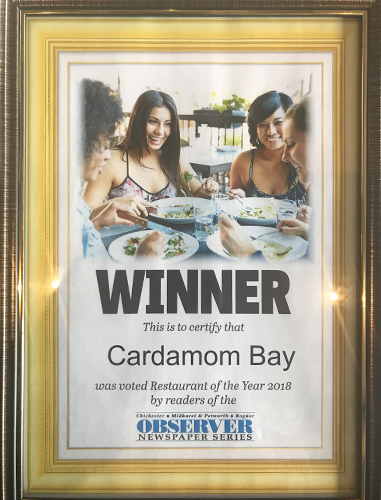 WINNER
This is to certify that
Cardamom Bay
was voted Restaurant of the Year 2018
by readers of the
Chichester • Midhurst & Petworth • Bognor
OBSERVER
NEWSPAPER SERIES